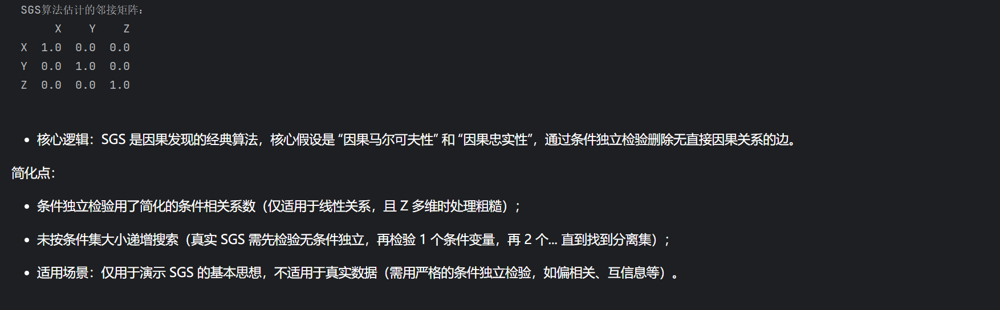 SGS算法估计的邻接矩阵:
X Y Z
X 1.0 0.0 0.0
Y 0.0 1.0 0.0
Z 0.0 0.0 1.0
• 核心逻辑：SGS 是因果发现的经典算法，核心假设是 “因果马尔可夫性” 和 “因果忠实性”，通过条件独立检验删除无直接因果关系的边。
简化点：
• 条件独立检验用了简化的条件相关系数（仅适用于线性关系，且 Z 多维时处理粗糙）；
• 未按条件集大小递增搜索（真实 SGS 需先检验无条件独立，再检验 1 个条件变量，再 2 个... 直到找到分离集）；
• 适用场景：仅用于演示 SGS 的基本思想，不适用于真实数据（需用严格的条件独立检验，如偏相关、互信息等）。